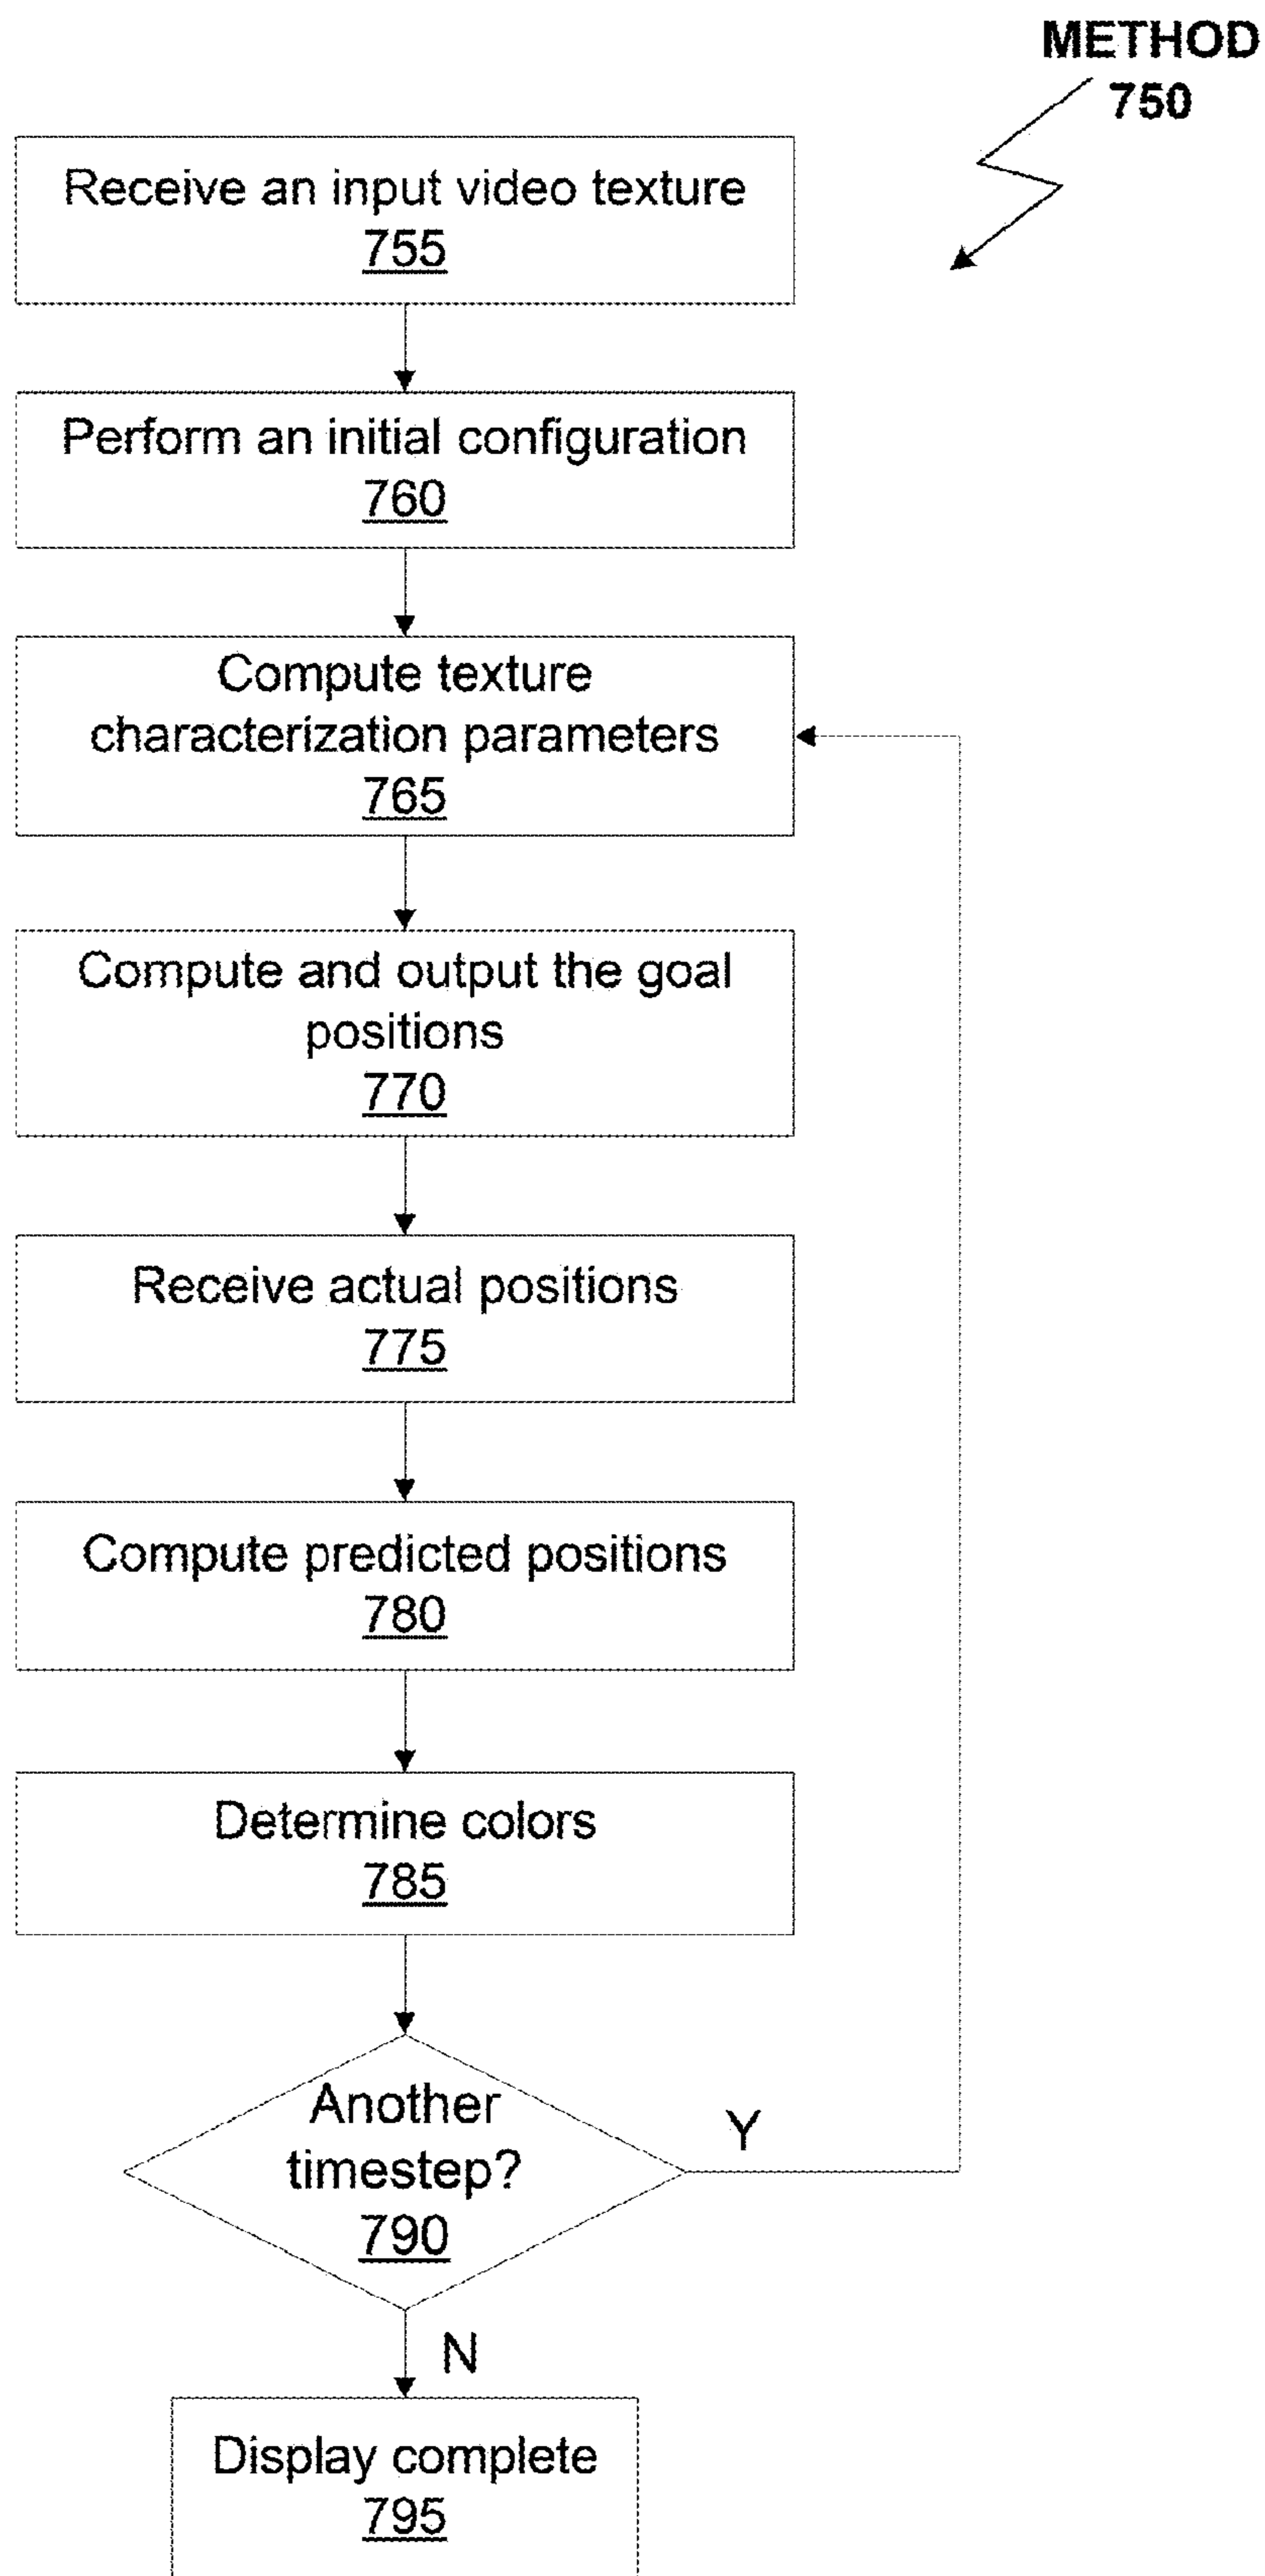 METHOD
750
Receive an input video texture
755
Perform an initial configuration
760
Compute texture
characterization parameters
765
Compute and output the goal
positions
770
Receive actual positions
775
Compute predicted positions
780
Determine colors
785
Another
timestep?
790
Y
N
Display complete
795